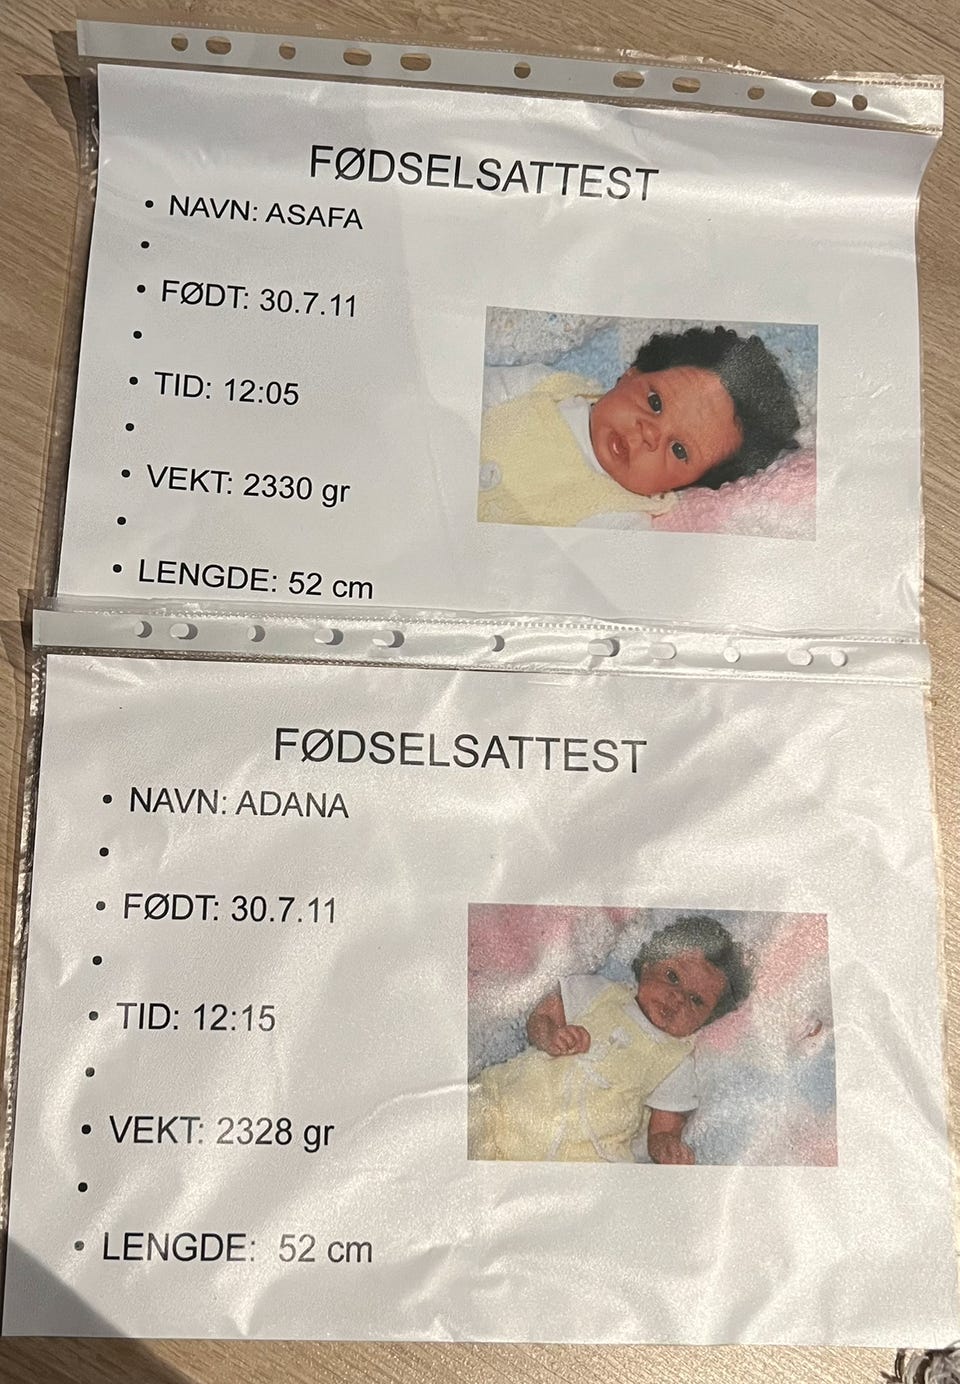 FØDSELSATTEST
• NAVN: ASAFA
•
• FØDT: 30.7.11
•
• TID: 12:05
•
• VEKT: 2330 gr
•
• LENGDE: 52 cm
FØDSELSATTEST
• NAVN: ADANA
•
• FØDT: 30.7.11
•
• TID: 12:15
•
• VEKT: 2328 gr
•
• LENGDE: 52 cm